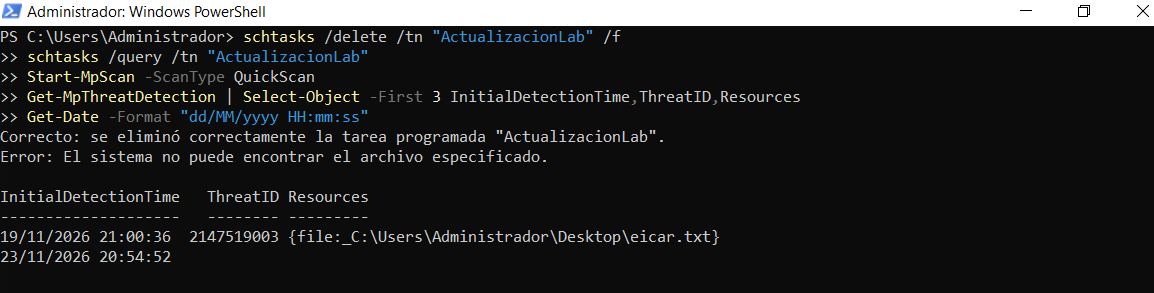 Administrador: Windows PowerShell
PS C:\Users\Administrador> schtasks /delete /tn "ActualizacionLab" /f
>> schtasks /query /tn "ActualizacionLab"
>> Start-MpScan -ScanType QuickScan
>> Get-MpThreatDetection | Select-Object -First 3 InitialDetectionTime,ThreatID,Resources
>> Get-Date -Format "dd/MM/yyyy HH:mm:ss"
Correcto: se eliminó correctamente la tarea programada "ActualizacionLab".
Error: El sistema no puede encontrar el archivo especificado.

InitialDetectionTime   ThreatID Resources
--------------------   -------- ---------
19/11/2026 21:00:36  2147519003 {file:_C:\Users\Administrador\Desktop\eicar.txt}
23/11/2026 20:54:52